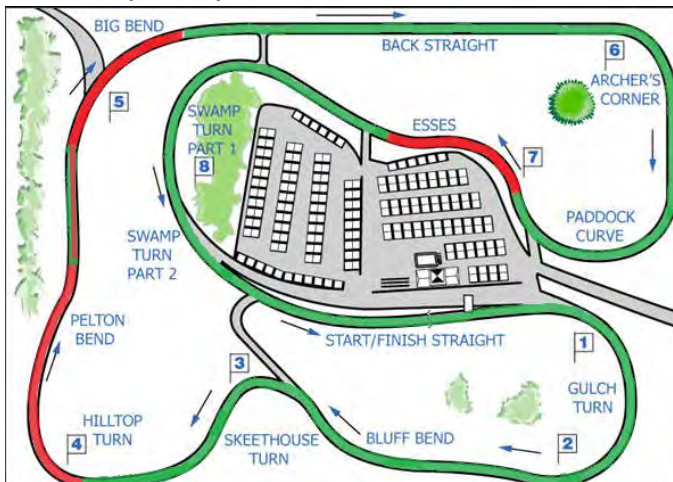 BIG BEND
BACK STRAIGHT
6
ARCHER'S
CORNER
5
SWAMP
TURN
PART 1
ESSES
8
7
PADDOCK
CURVE
SWAMP
TURN
PART 2
PELTON
BEND
START/FINISH STRAIGHT
1
3
GULCH
TURN
HILLTOP
TURN
4
SKEETHOUSE
TURN
BLUFF BEND
2